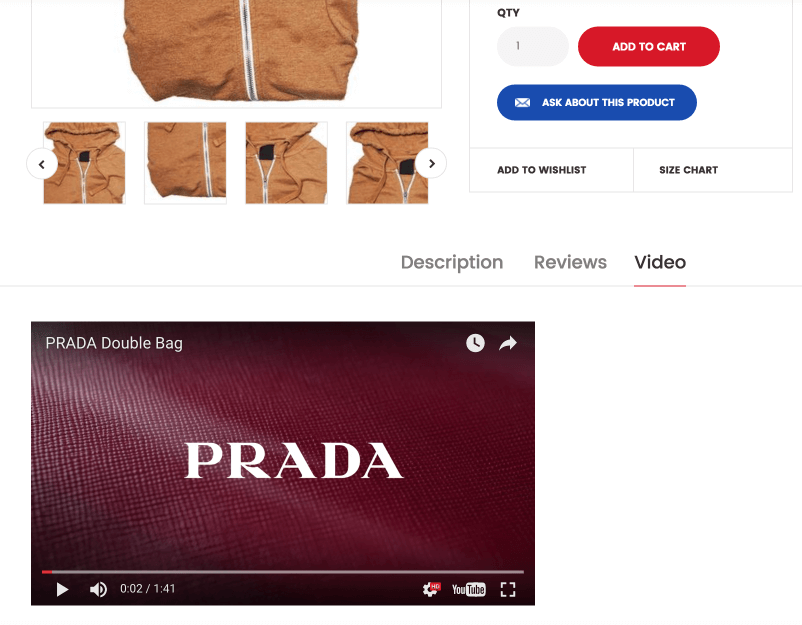 QTY
1
ADD TO CART
ASK ABOUT THIS PRODUCT
ADD TO WISHLIST
SIZE CHART
Description
Reviews
Video
PRADA Double Bag
PRADA
0:02 / 1:41
HD
YouTube